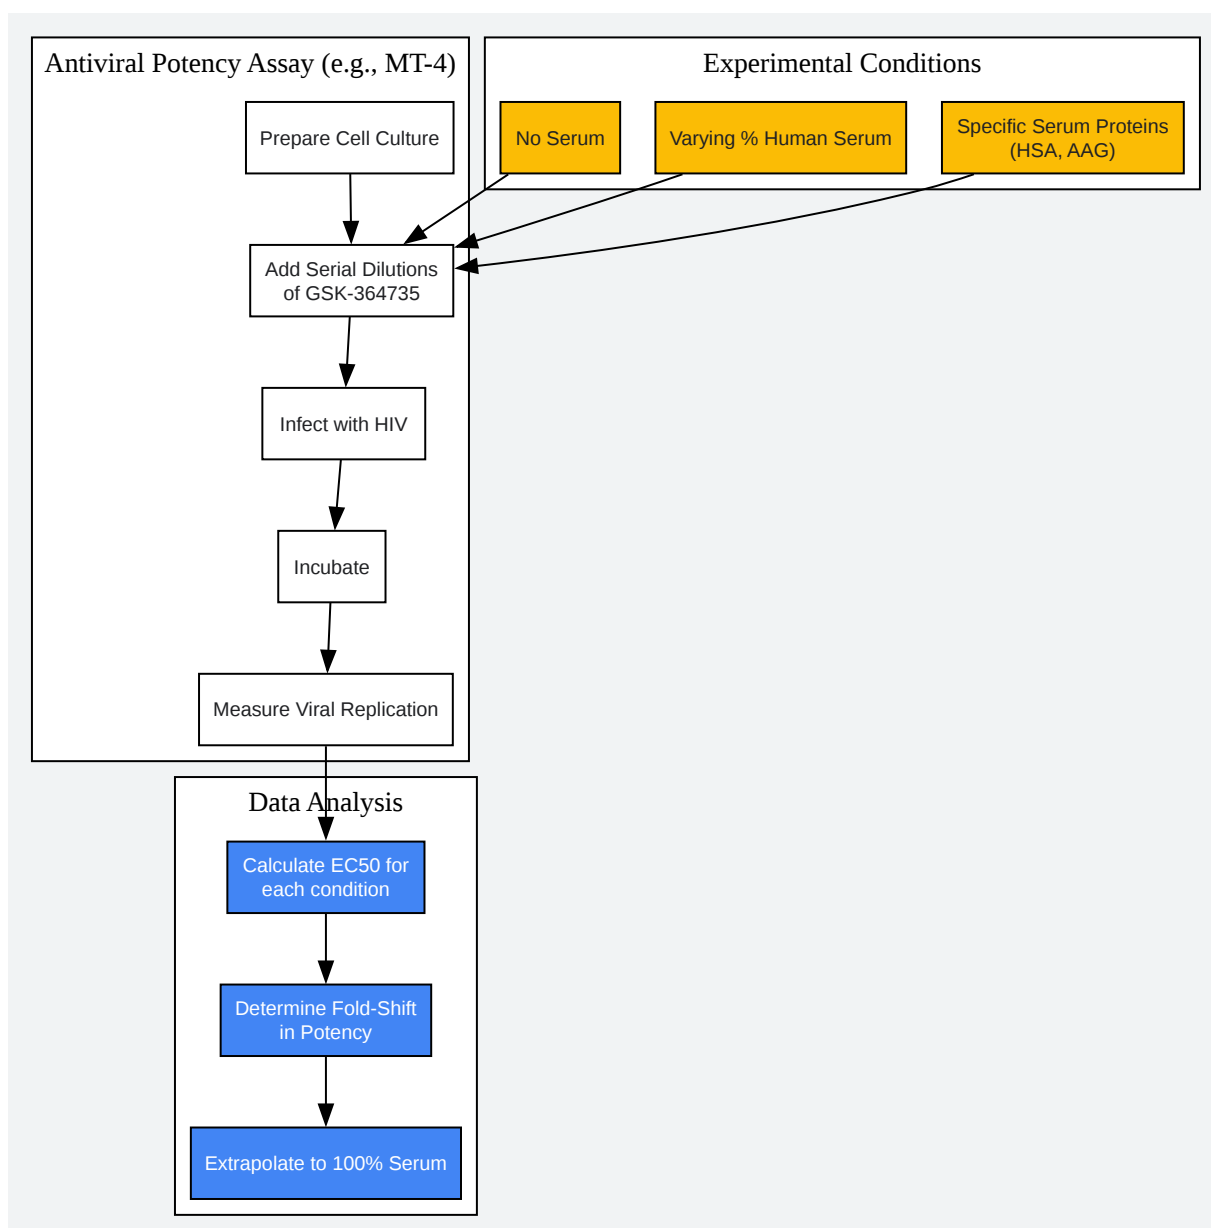 Antiviral Potency Assay (e.g., MT-4)
Prepare Cell Culture
Experimental Conditions
No Serum
Varying % Human Serum
Specific Serum Proteins
(HSA, AAG)
Add Serial Dilutions
of GSK-364735
Infect with HIV
Incubate
Measure Viral Replication
Data Analysis
Calculate EC50 for
each condition
Determine Fold-Shift
in Potency
Extrapolate to 100% Serum